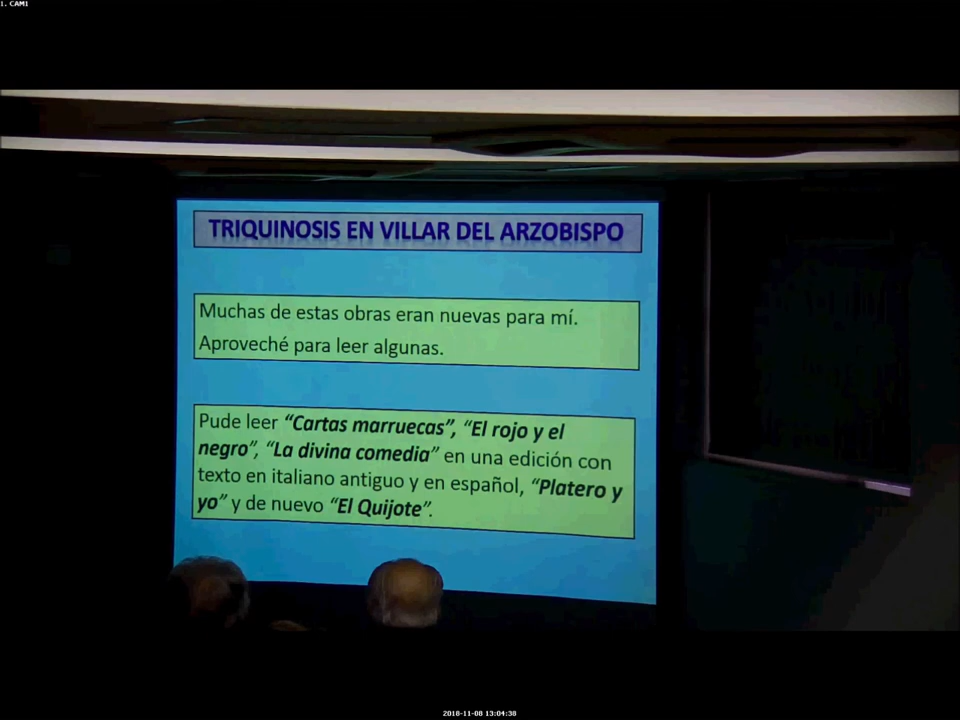 1. CAM1
TRIQUINOSIS EN VILLAR DEL ARZOBISPO
Muchas de estas obras eran nuevas para mí.
Aproveché para leer algunas.
Pude leer “Cartas marruecas”, “El rojo y el
negro”, “La divina comedia” en una edición con
texto en italiano antiguo y en español, “Platero y
yo” y de nuevo “El Quijote”.
2018-11-08 13:04:38